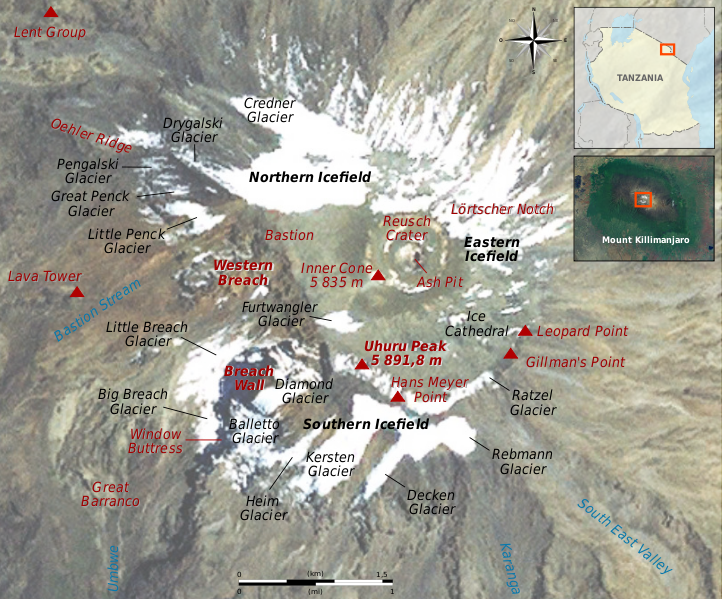 Lent Group
N
O
E
S
TANZANIA
Mount Killimanjaro
Credner
Glacier
Drygalski
Glacier
Oehler Ridge
Pengalski
Glacier
Great Penck
Glacier
Little Penck
Glacier
Northern Icefield
Reusch
Crater
Lörtscher Notch
Bastion
Eastern
Icefield
Western
Breach
Inner Cone
5 835 m
Ash Pit
Lava Tower
Bastion Stream
Furtwangler
Glacier
Ice
Cathedral
Leopard Point
Little Breach
Glacier
Uhuru Peak
5 891,8 m
Gillman's Point
Breach
Wall
Diamond
Glacier
Hans Meyer
Point
Ratzel
Glacier
Big Breach
Glacier
Balletto
Glacier
Southern Icefield
Window
Buttress
Kersten
Glacier
Rebmann
Glacier
Great
Barranco
Heim
Glacier
Decken
Glacier
South East Valley
Umbwe
Karanga
0 (km) 1,5
0 (mi) 1